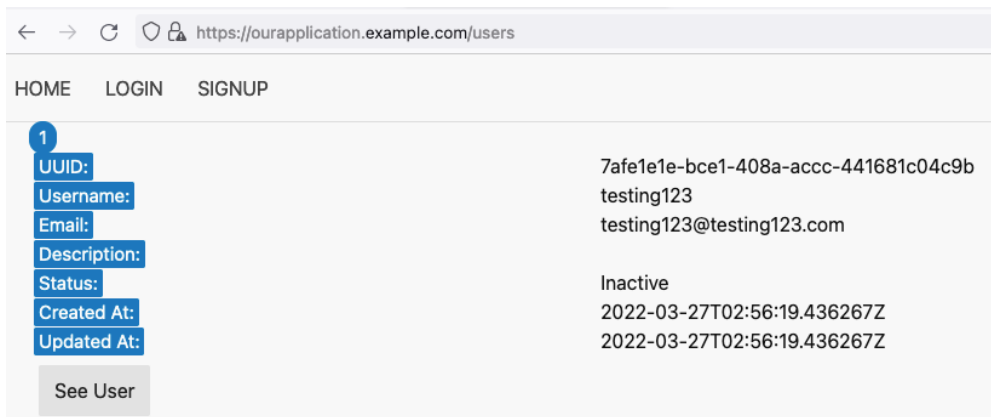 https://ourapplication.example.com/users
HOME LOGIN SIGNUP
1
UUID: 7afe1e1e-bce1-408a-accc-441681c04c9b
Username: testing123
Email: testing123@testing123.com
Description:
Status: Inactive
Created At: 2022-03-27T02:56:19.436267Z
Updated At: 2022-03-27T02:56:19.436267Z
See User